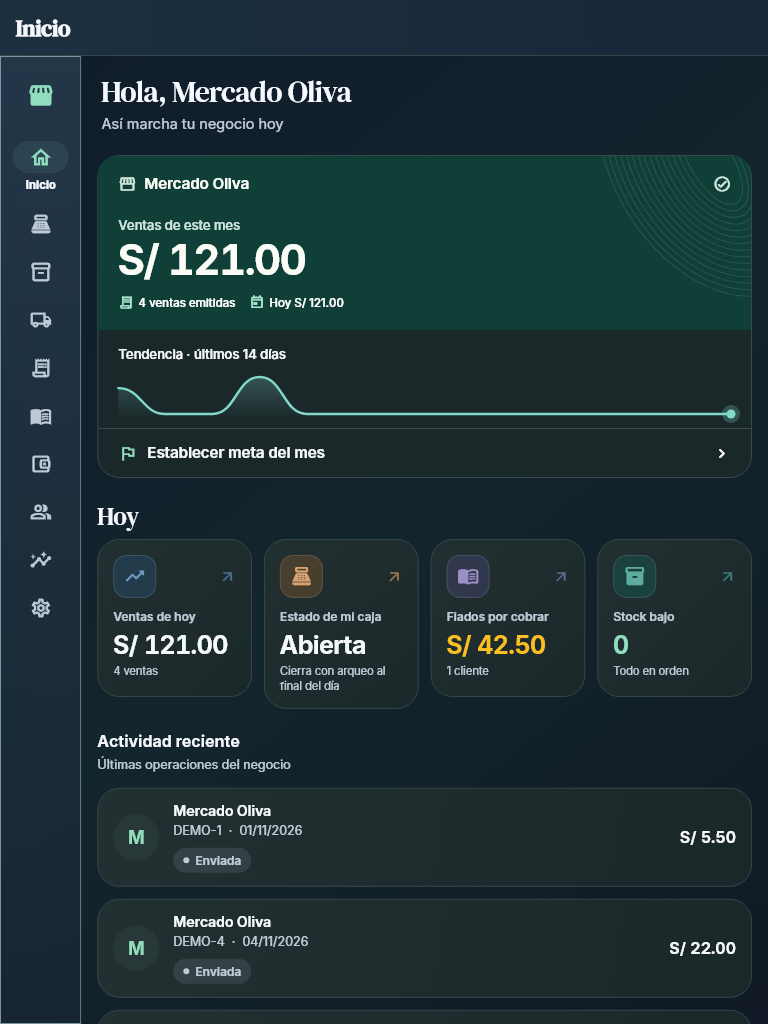 Inicio
Inicio
Hola, Mercado Oliva
Así marcha tu negocio hoy
Mercado Oliva
Ventas de este mes
S/ 121.00
4 ventas emitidas
Hoy S/ 121.00
Tendencia · últimos 14 días
Establecer meta del mes
Hoy
Ventas de hoy
S/ 121.00
4 ventas
Estado de mi caja
Abierta
Cierra con arqueo al
final del día
Fiados por cobrar
S/ 42.50
1 cliente
Stock bajo
0
Todo en orden
Actividad reciente
Últimas operaciones del negocio
M
Mercado Oliva
DEMO-1 · 01/11/2026
Enviada
S/ 5.50
M
Mercado Oliva
DEMO-4 · 04/11/2026
Enviada
S/ 22.00